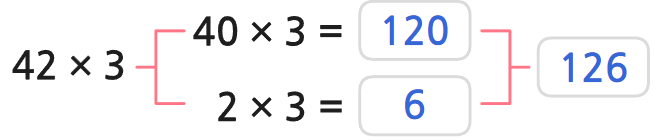 40 × 3 = 120
42 × 3 126
2 × 3 = 6